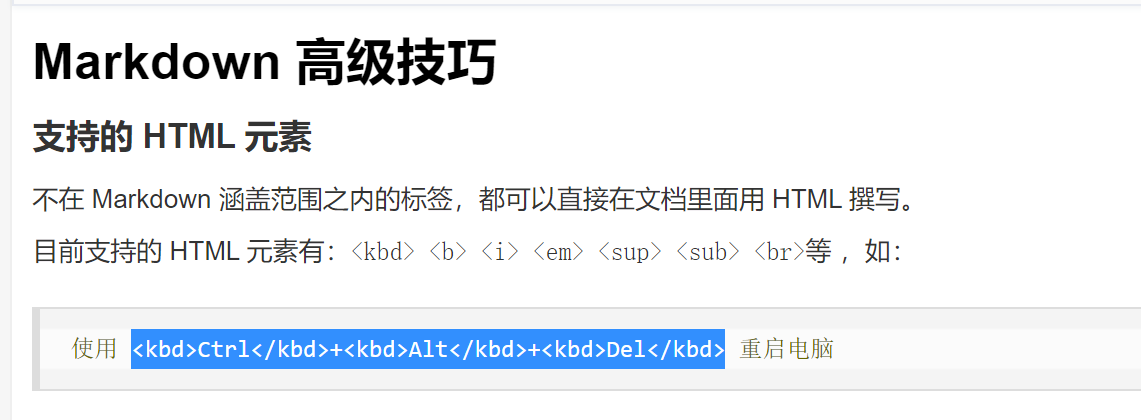 Markdown 高级技巧
支持的 HTML 元素
不在 Markdown 涵盖范围之内的标签，都可以直接在文档里面用 HTML 撰写。
目前支持的 HTML 元素有：<kbd> <b> <i> <em> <sup> <sub> <br>等 ，如：
使用 <kbd>Ctrl</kbd>+<kbd>Alt</kbd>+<kbd>Del</kbd> 重启电脑